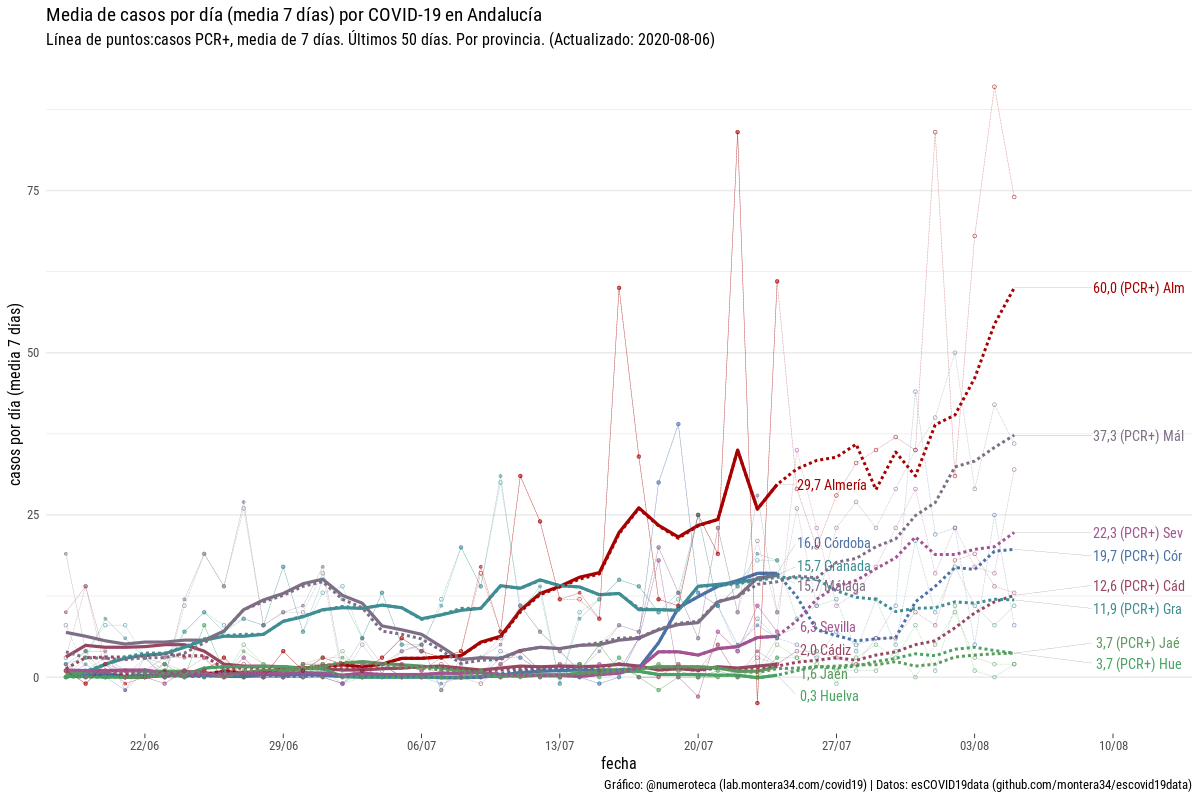 Media de casos por día (media 7 días) por COVID-19 en Andalucía
Línea de puntos:casos PCR+, media de 7 días. Últimos 50 días. Por provincia. (Actualizado: 2020-08-06)
casos por día (media 7 días)
75
50
25
0
60,0 (PCR+) Alm
37,3 (PCR+) Mál
29,7 Almería
22,3 (PCR+) Sev
16,0 Córdoba
19,7 (PCR+) Cór
15,7 Granada
15,7 Málaga
12,6 (PCR+) Cád
11,9 (PCR+) Gra
6,3 Sevilla
3,7 (PCR+) Jaé
2,0 Cádiz
3,7 (PCR+) Hue
1,6 Jaén
0,3 Huelva
22/06
29/06
06/07
13/07
20/07
27/07
03/08
10/08
fecha
Gráfico: @numeroteca (lab.montera34.com/covid19) | Datos: esCOVID19data (github.com/montera34/escovid19data)